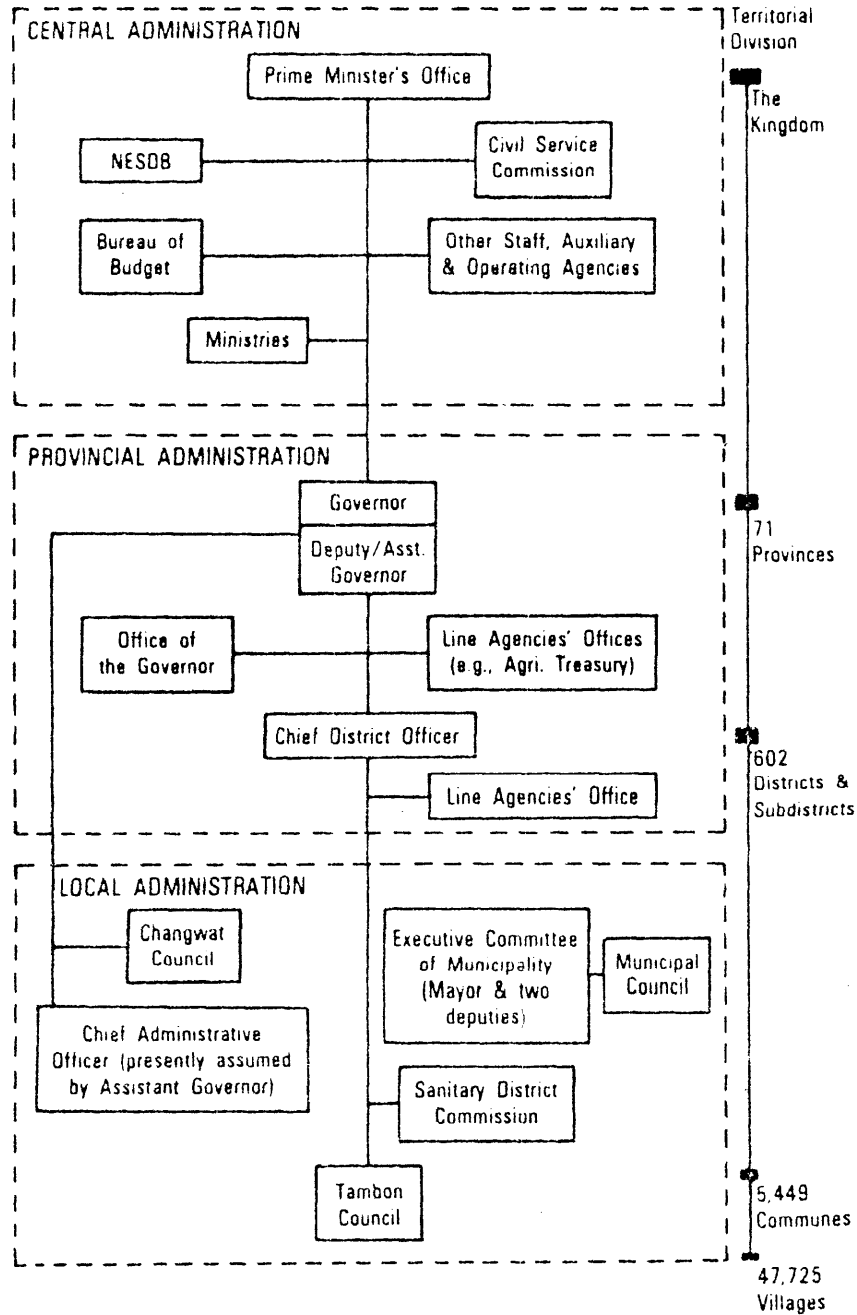 CENTRAL ADMINISTRATION
Prime Minister's Office
NESDB
Civil Service
Commission
Bureau of
Budget
Other Staff, Auxiliary
& Operating Agencies
Ministries
PROVINCIAL ADMINISTRATION
Governor
Deputy/Asst.
Governor
Office of
the Governor
Line Agencies' Offices
(e.g., Agri. Treasury)
Chief District Officer
Line Agencies' Office
LOCAL ADMINISTRATION
Changwat
Council
Executive Committee
of Municipality
(Mayor & two
deputies)
Municipal
Council
Chief Administrative
Officer (presently assumed
by Assistant Governor)
Sanitary District
Commission
Tambon
Council
Territorial
Division
The
Kingdom
71
Provinces
602
Districts &
Subdistricts
5,449
Communes
47,725
Villages